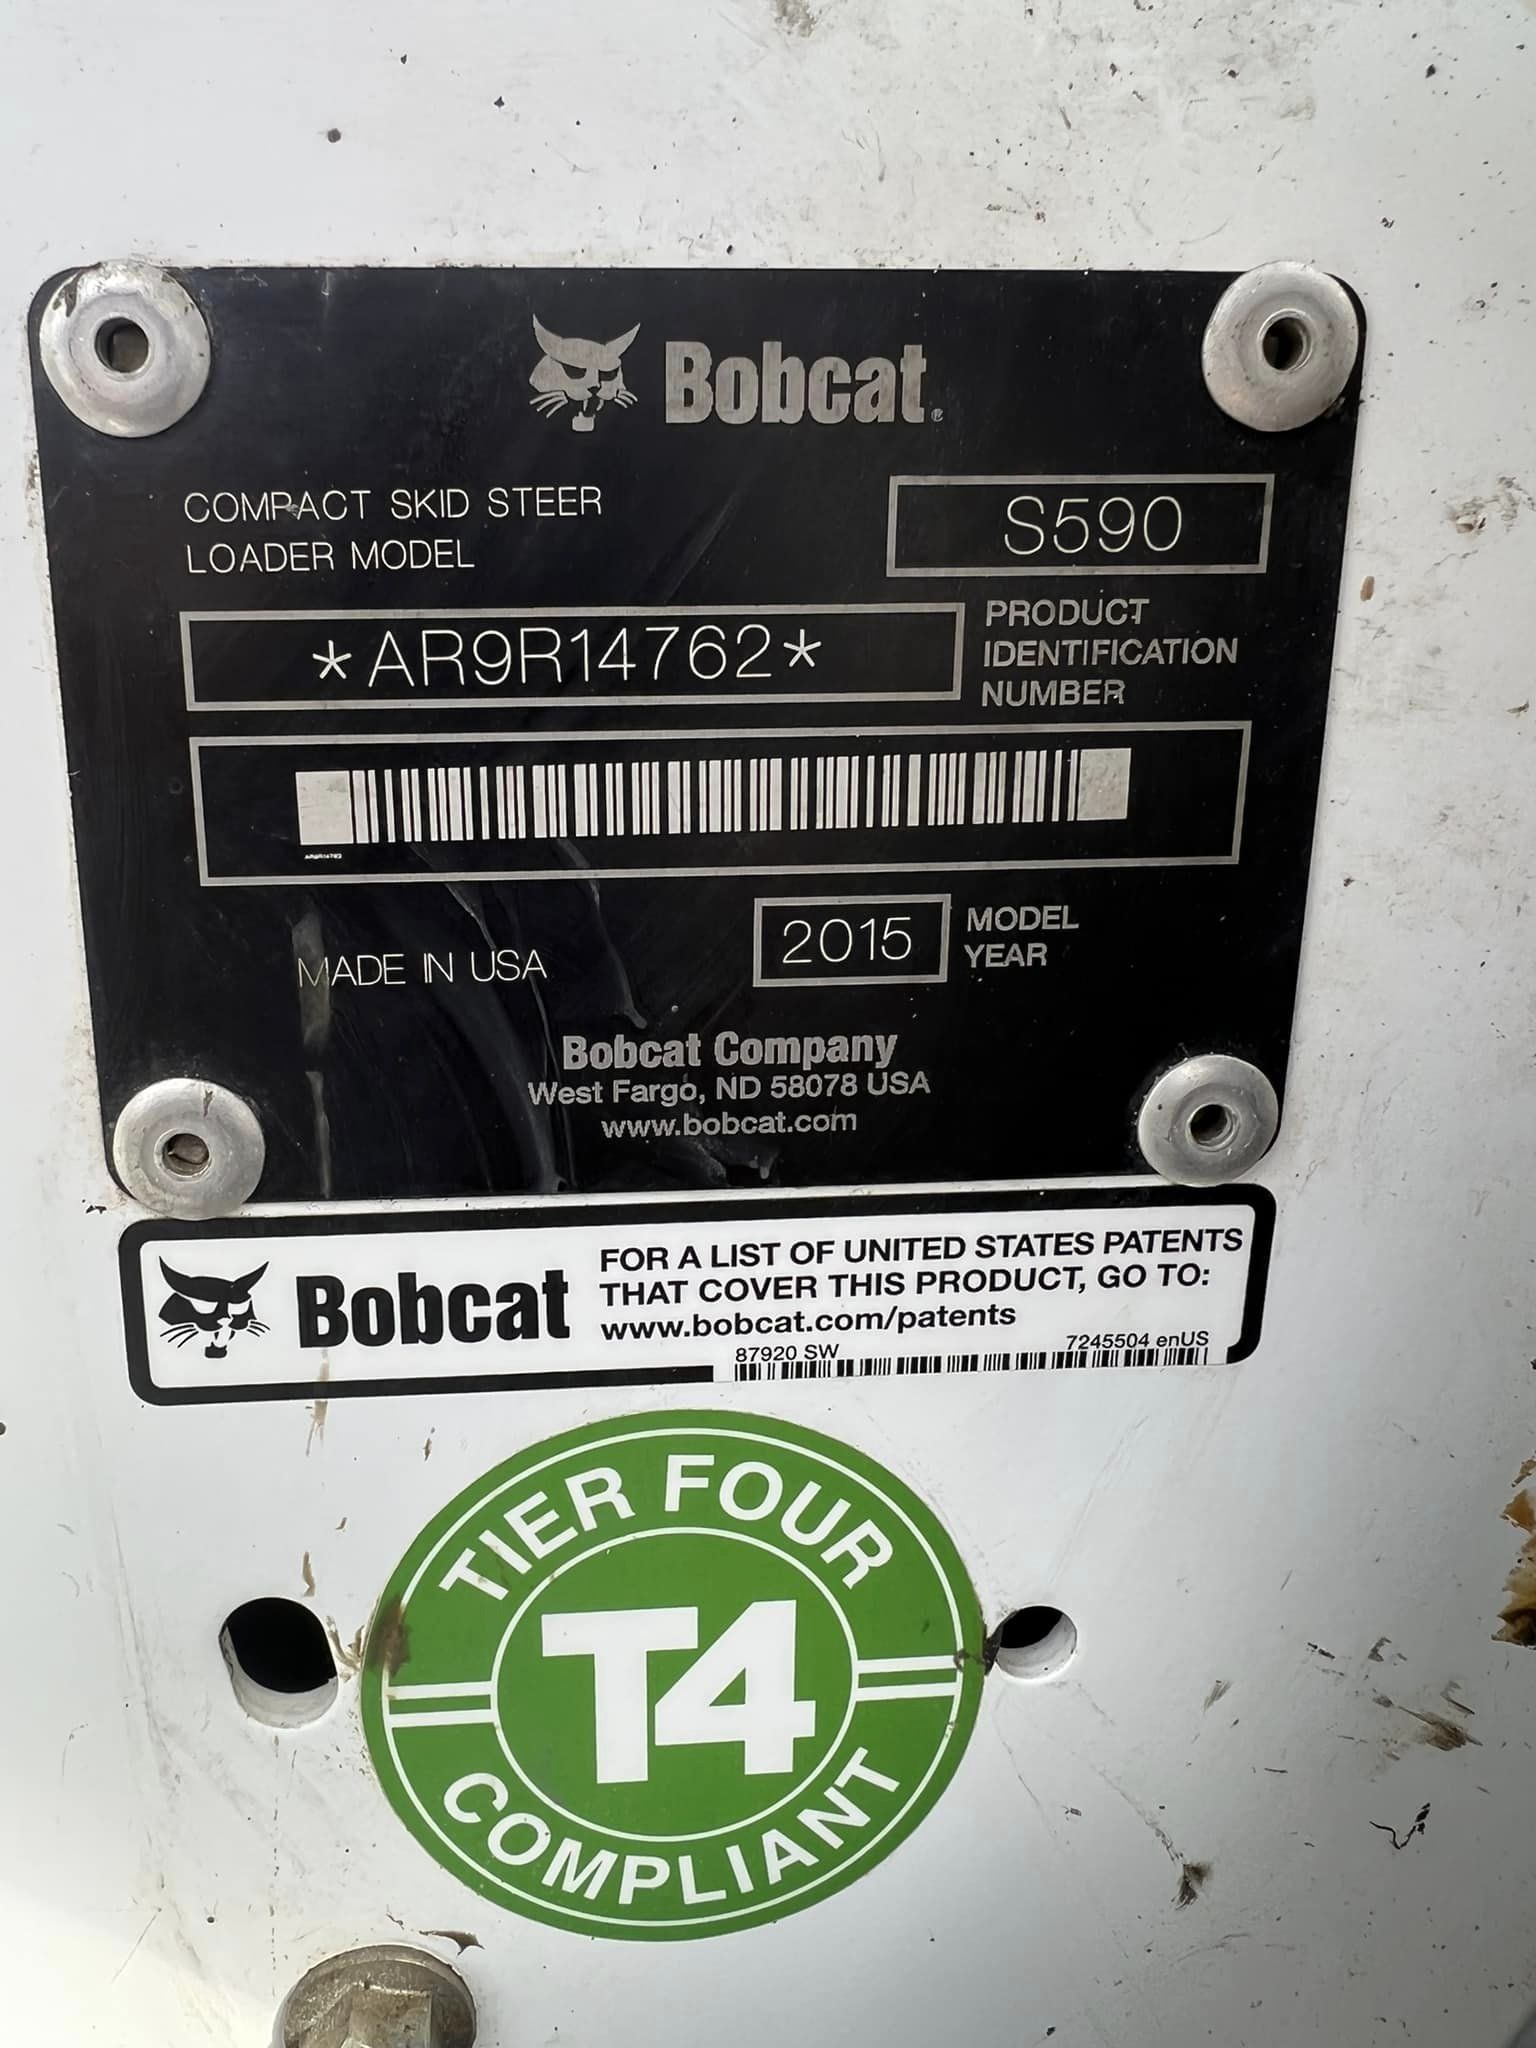 Bobcat®
COMPACT SKID STEER
LOADER MODEL
S590
*AR9R14762*
PRODUCT
IDENTIFICATION
NUMBER
AR9R14762
MADE IN USA
2015
MODEL
YEAR
Bobcat Company
West Fargo, ND 58078 USA
www.bobcat.com
Bobcat
FOR A LIST OF UNITED STATES PATENTS
THAT COVER THIS PRODUCT, GO TO:
www.bobcat.com/patents
87920 SW
7245504 enUS
TIER FOUR
T4
COMPLIANT